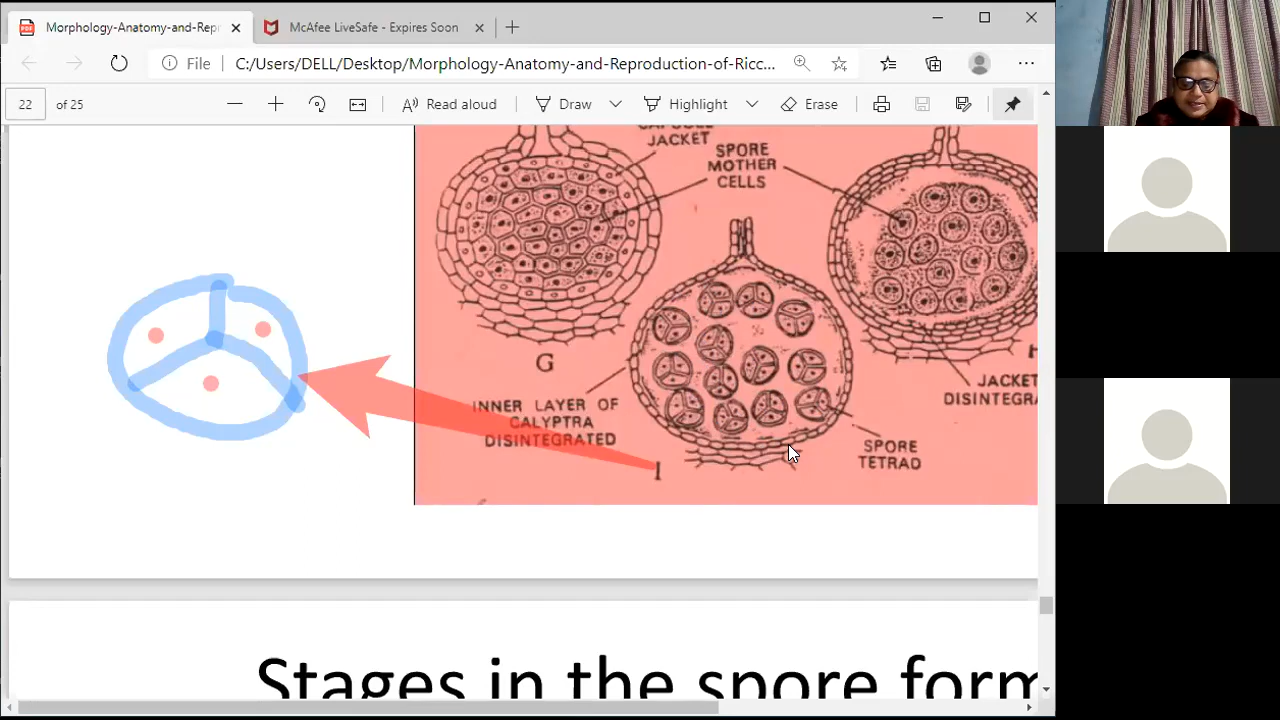 Morphology-Anatomy-and-Repr
McAfee LiveSafe - Expires Soon
File
C:/Users/DELL/Desktop/Morphology-Anatomy-and-Reproduction-of-Ricc...
22
of 25
Read aloud
Draw
Highlight
Erase
CAPSULE
JACKET
SPORE
MOTHER
CELLS
G
INNER LAYER OF
CALYPTRA
DISINTEGRATED
I
SPORE
TETRAD
JACKET
DISINTEGRA
Stages in the spore form